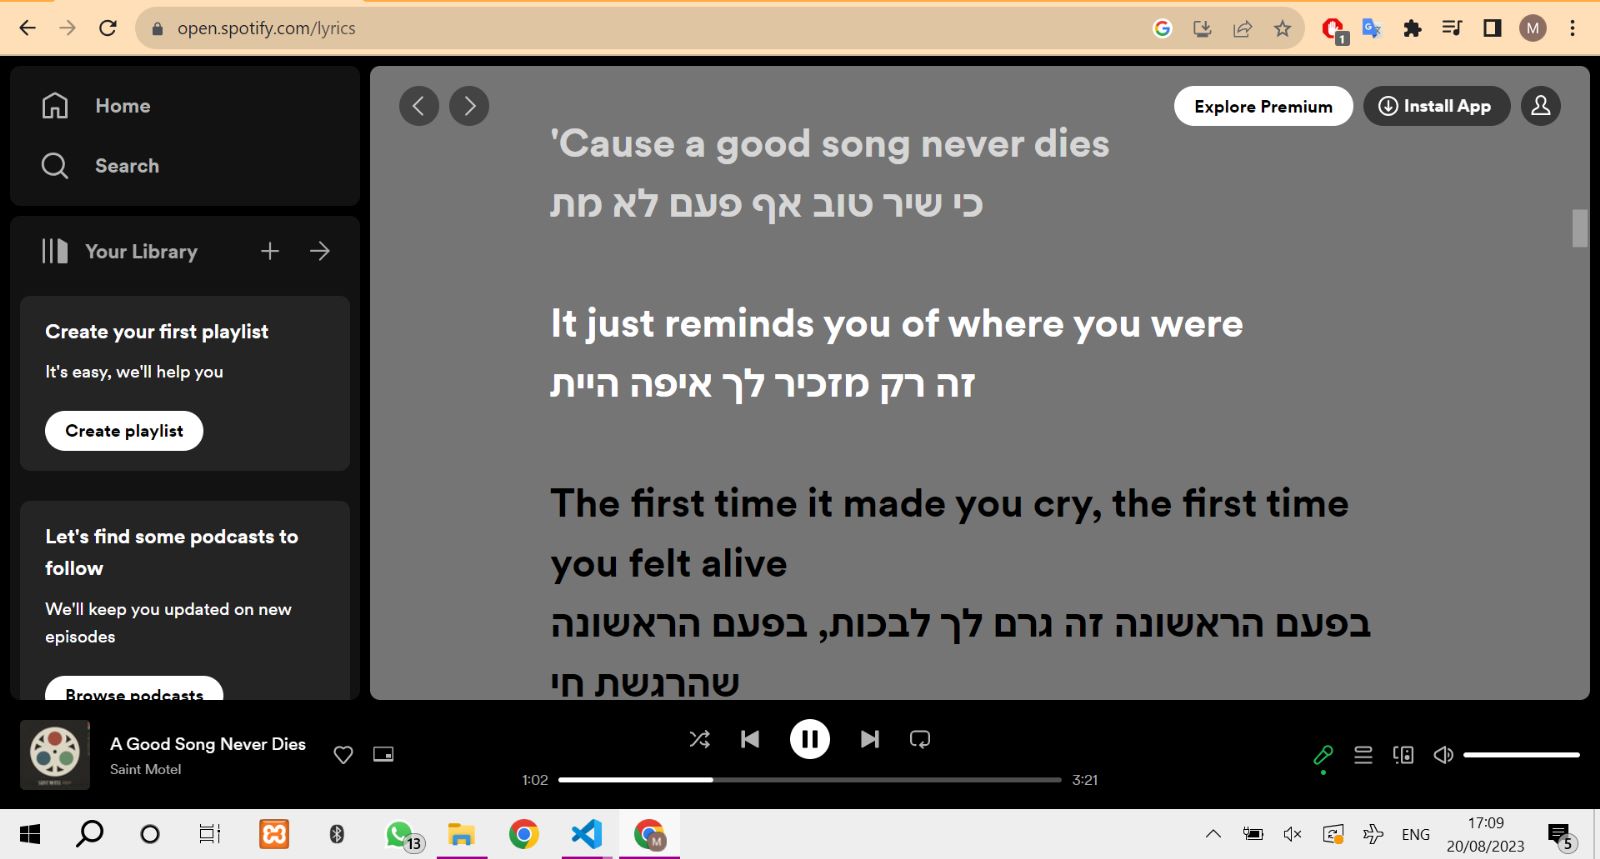 open.spotify.com/lyrics
1
M
Home
Search
Your Library
Create your first playlist
It's easy, we'll help you
Create playlist
Let's find some podcasts to
follow
We'll keep you updated on new
episodes
Browse podcasts
Explore Premium
Install App
'Cause a good song never dies
כי שיר טוב אף פעם לא מת
It just reminds you of where you were
זה רק מזכיר לך איפה היית
The first time it made you cry, the first time
you felt alive
בפעם הראשונה זה גרם לך לבכות, בפעם הראשונה
שהרגשת חי
A Good Song Never Dies
Saint Motel
1:02
3:21
13
M
ENG
17:09
20/08/2023
5